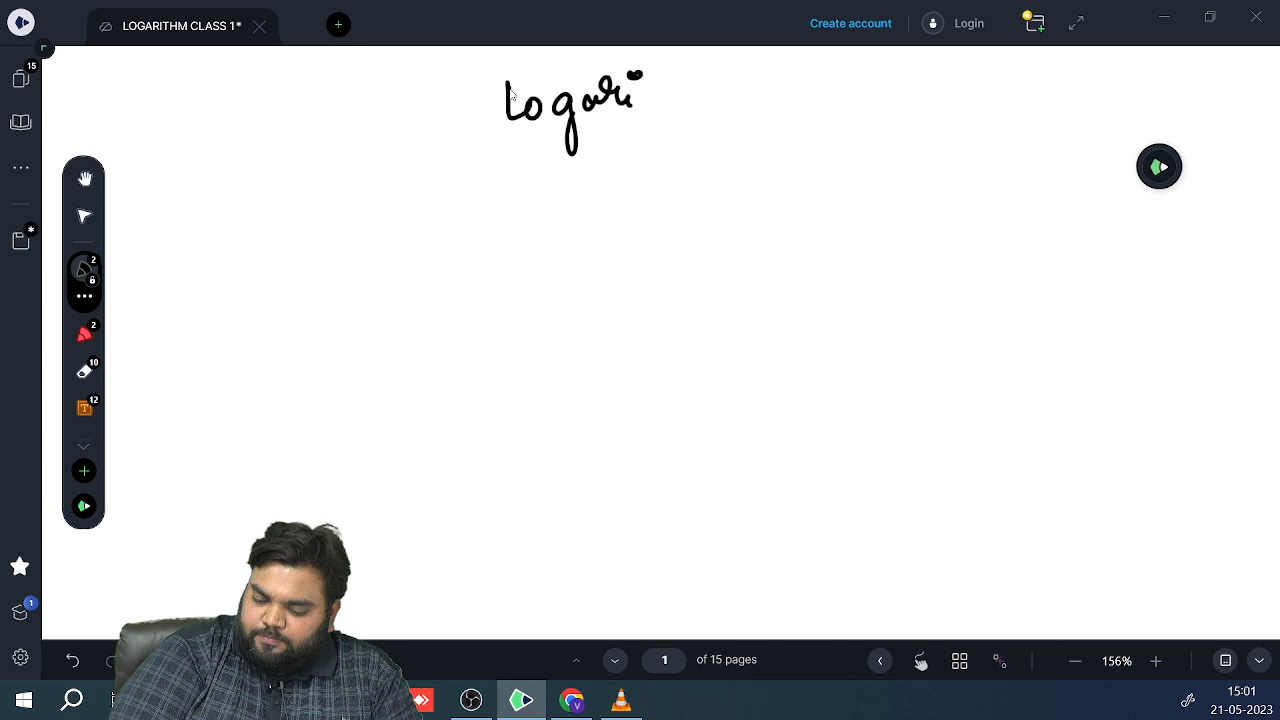 LOGARITHM CLASS 1*
Create account
Login
15
Logari
*
2
2
10
T
12
1
1
of 15 pages
156%
V
15:01
21-05-2023